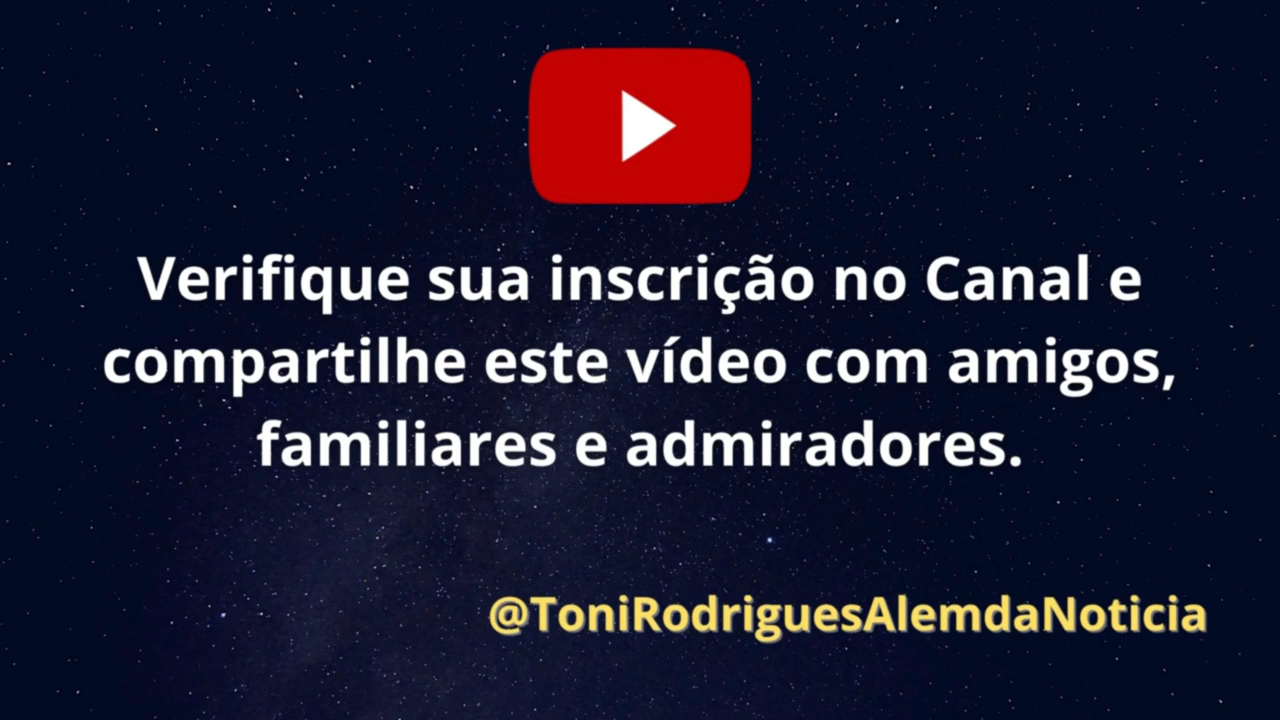 Verifique sua inscrição no Canal e
compartilhe este vídeo com amigos,
familiares e admiradores.
@ToniRodriguesAlemdaNoticia